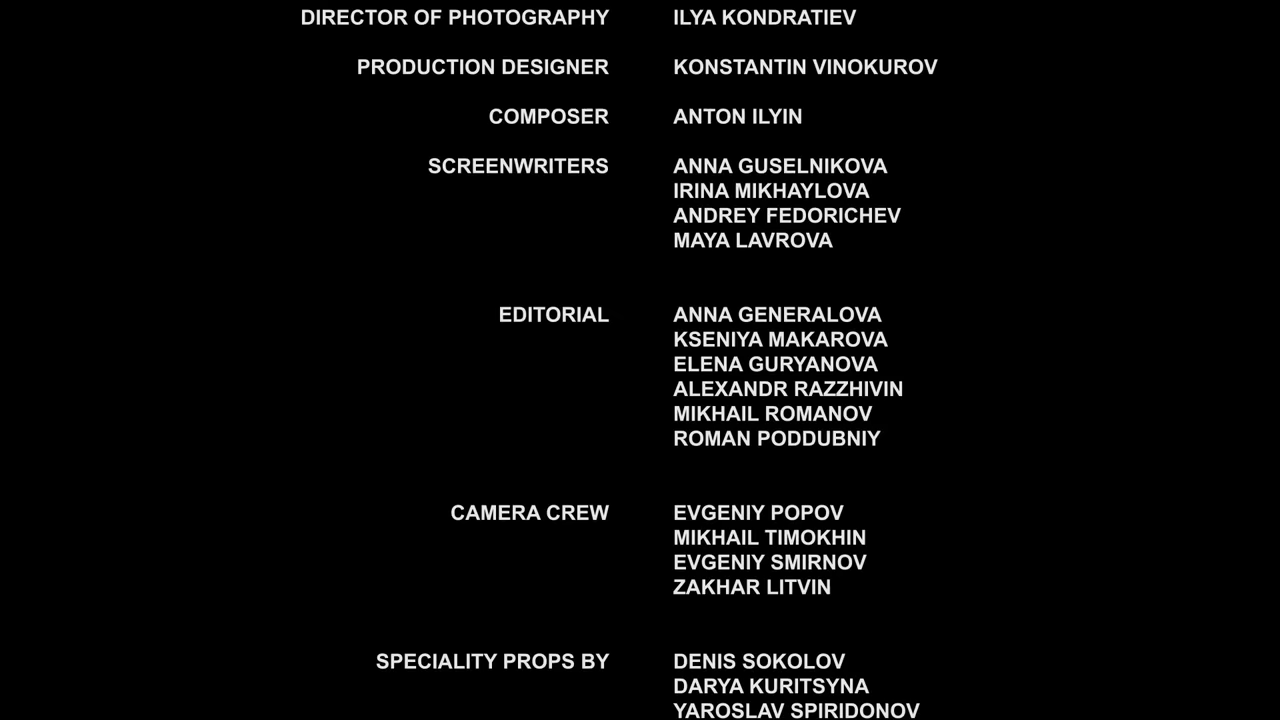 DIRECTOR OF PHOTOGRAPHY ILYA KONDRATIEV
PRODUCTION DESIGNER KONSTANTIN VINOKUROV
COMPOSER ANTON ILYIN
SCREENWRITERS ANNA GUSELNIKOVA
IRINA MIKHAYLOVA
ANDREY FEDORICHEV
MAYA LAVROVA
EDITORIAL ANNA GENERALOVA
KSENIYA MAKAROVA
ELENA GURYANOVA
ALEXANDR RAZZHIVIN
MIKHAIL ROMANOV
ROMAN PODDUBNIY
CAMERA CREW EVGENIY POPOV
MIKHAIL TIMOKHIN
EVGENIY SMIRNOV
ZAKHAR LITVIN
SPECIALITY PROPS BY DENIS SOKOLOV
DARYA KURITSYNA
YAROSLAV SPIRIDONOV